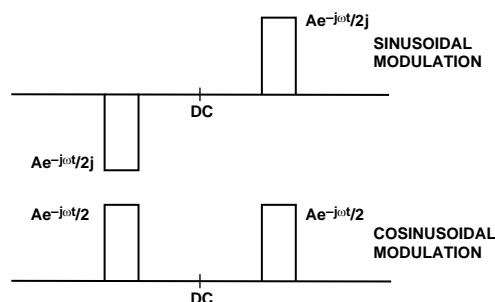 Ae–jωt/2j
SINUSOIDAL
MODULATION
DC
Ae–jωt/2j
Ae–jωt/2
Ae–jωt/2
COSINUSOIDAL
MODULATION
DC